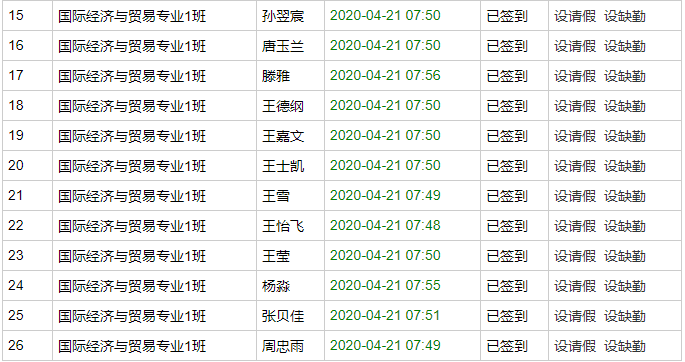 15 国际经济与贸易专业1班 孙翌宸 2020-04-21 07:50 已签到 设请假 设缺勤
16 国际经济与贸易专业1班 唐玉兰 2020-04-21 07:50 已签到 设请假 设缺勤
17 国际经济与贸易专业1班 滕雅 2020-04-21 07:56 已签到 设请假 设缺勤
18 国际经济与贸易专业1班 王德纲 2020-04-21 07:50 已签到 设请假 设缺勤
19 国际经济与贸易专业1班 王嘉文 2020-04-21 07:50 已签到 设请假 设缺勤
20 国际经济与贸易专业1班 王士凯 2020-04-21 07:50 已签到 设请假 设缺勤
21 国际经济与贸易专业1班 王雪 2020-04-21 07:49 已签到 设请假 设缺勤
22 国际经济与贸易专业1班 王怡飞 2020-04-21 07:48 已签到 设请假 设缺勤
23 国际经济与贸易专业1班 王莹 2020-04-21 07:50 已签到 设请假 设缺勤
24 国际经济与贸易专业1班 杨淼 2020-04-21 07:55 已签到 设请假 设缺勤
25 国际经济与贸易专业1班 张贝佳 2020-04-21 07:51 已签到 设请假 设缺勤
26 国际经济与贸易专业1班 周忠雨 2020-04-21 07:49 已签到 设请假 设缺勤